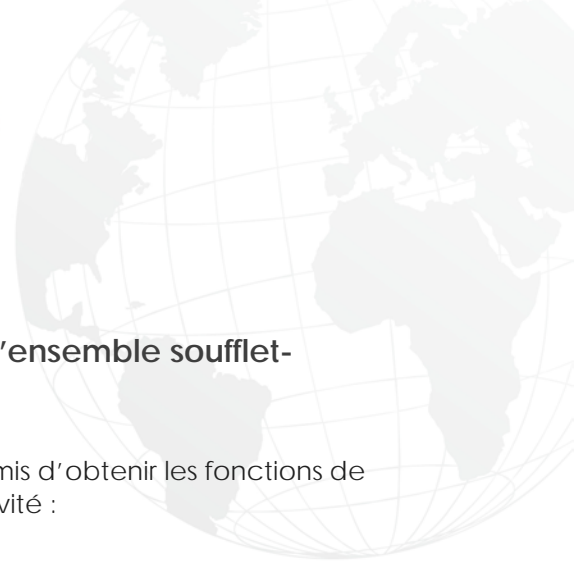 'ensemble soufflet-
mis d'obtenir les fonctions de
vité :